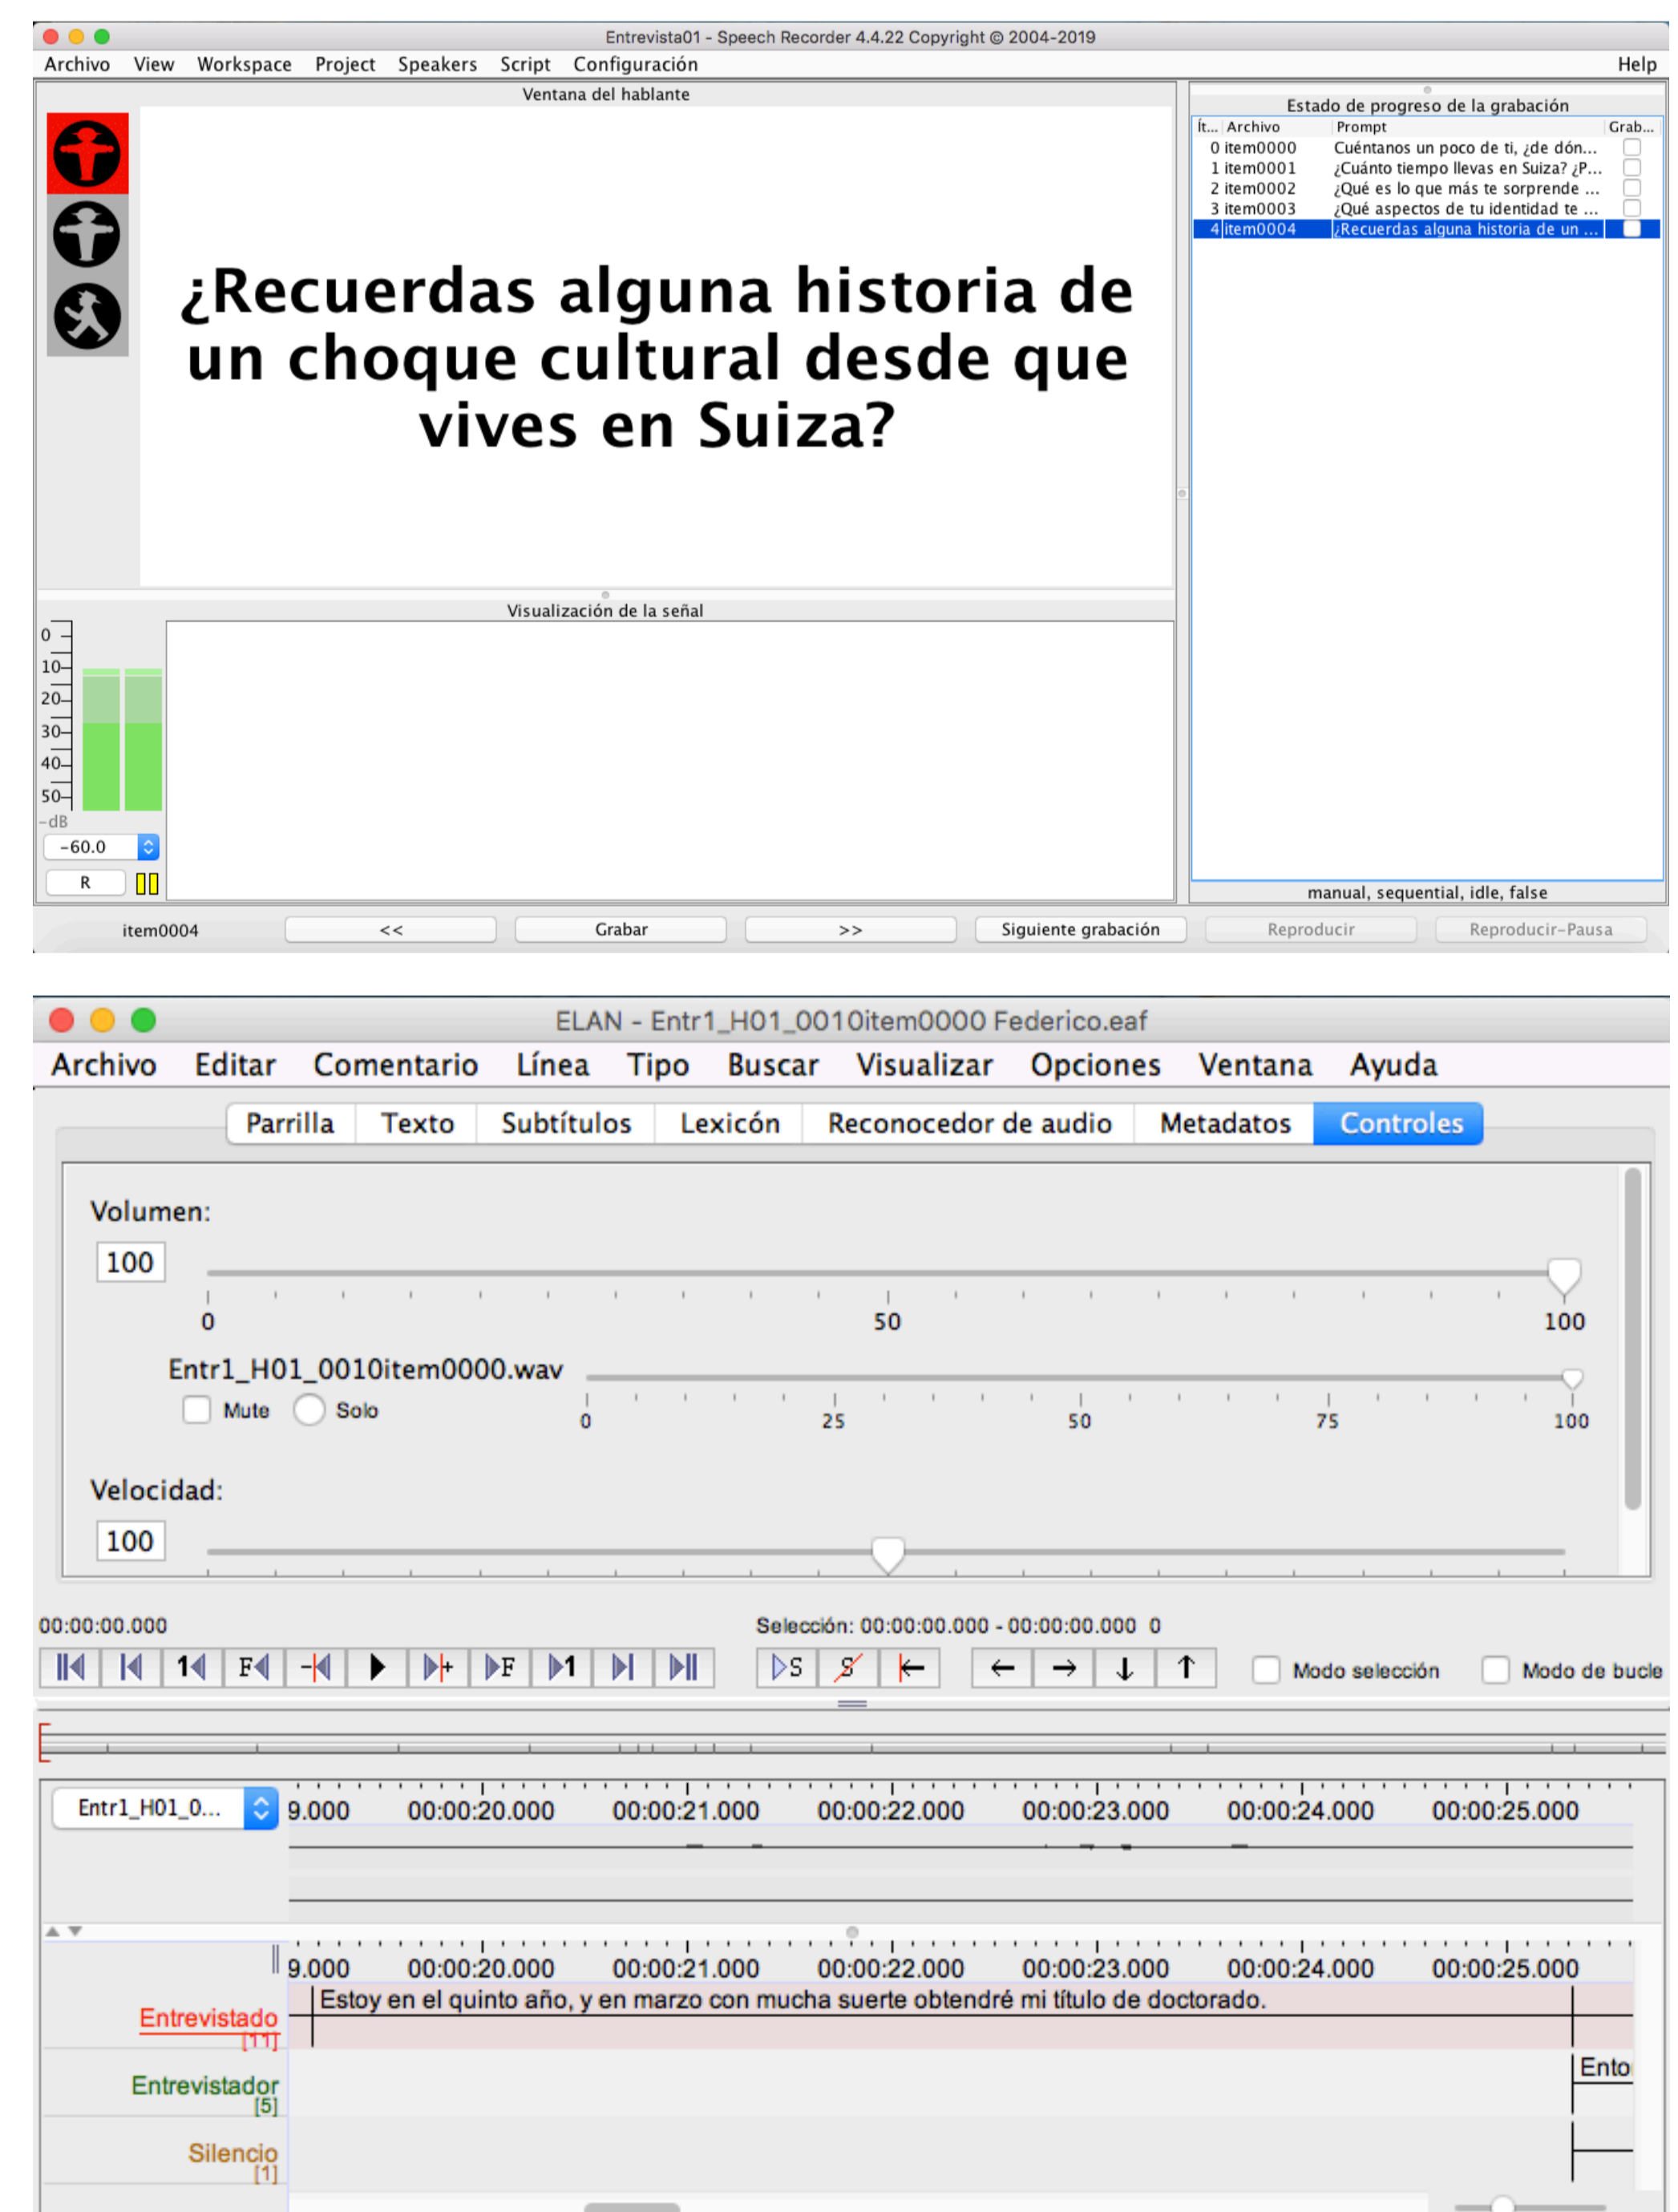 Entrevista01 - Speech Recorder 4.4.22 Copyright © 2004-2019
Archivo View Workspace Project Speakers Script Configuración Help
Ventana del hablante
¿Recuerdas alguna historia de
un choque cultural desde que
vives en Suiza?
Estado de progreso de la grabación
Ít... Archivo Prompt Grab...
0 item0000 Cuéntanos un poco de ti, ¿de dón...
1 item0001 ¿Cuánto tiempo llevas en Suiza? ¿P...
2 item0002 ¿Qué es lo que más te sorprende ...
3 item0003 ¿Qué aspectos de tu identidad te ...
4 item0004 ¿Recuerdas alguna historia de un ...
Visualización de la señal
0
10
20
30
40
50
-dB
-60.0
R
manual, sequential, idle, false
item0004 << Grabar >> Siguiente grabación Reproducir Reproducir-Pausa
ELAN - Entr1_H01_0010item0000 Federico.eaf
Archivo Editar Comentario Línea Tipo Buscar Visualizar Opciones Ventana Ayuda
Parrilla Texto Subtítulos Lexicón Reconocedor de audio Metadatos Controles
Volumen:
100
0 50 100
Entr1_H01_0010item0000.wav
Mute Solo
0 25 50 75 100
Velocidad:
100
00:00:00.000 Selección: 00:00:00.000 - 00:00:00.000 0
1 F - + F 1 S S ← → ↓ ↑ Modo selección Modo de bucle
Entr1_H01_0... 9.000 00:00:20.000 00:00:21.000 00:00:22.000 00:00:23.000 00:00:24.000 00:00:25.000
9.000 00:00:20.000 00:00:21.000 00:00:22.000 00:00:23.000 00:00:24.000 00:00:25.000
Entrevistado Estoy en el quinto año, y en marzo con mucha suerte obtendré mi título de doctorado.
[11]
Entrevistador Ento
[5]
Silencio
[1]